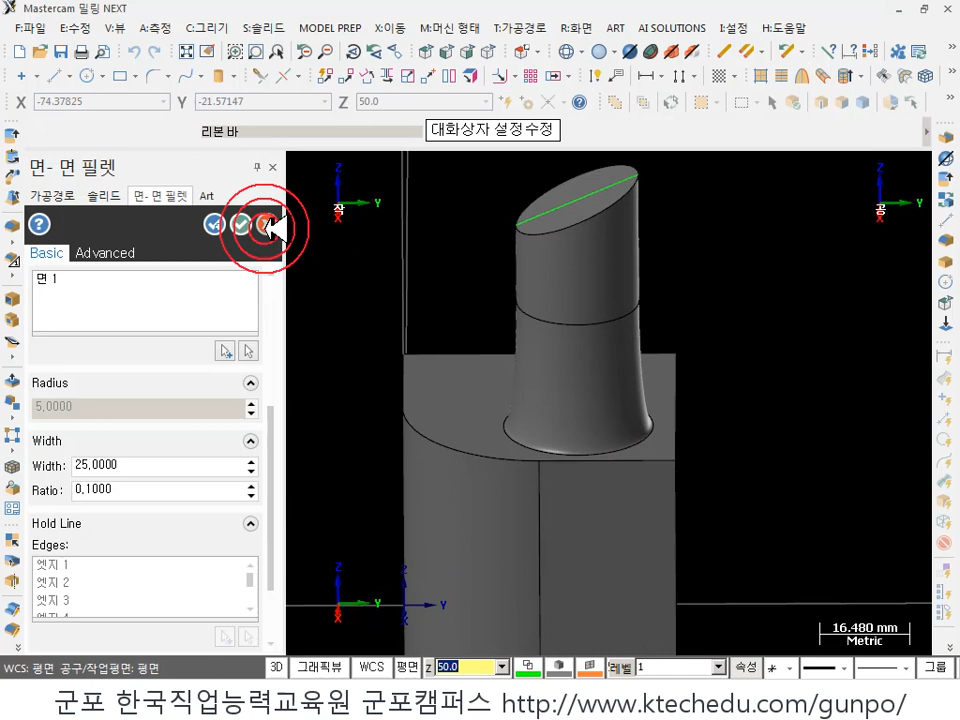 Mastercam 밀링 NEXT
F:파일 E:수정 V:뷰 A:측정 C:그리기 S:솔리드 MODEL PREP X:이동 M:머신 형태 T:가공경로 R:화면 ART AI SOLUTIONS I:설정 H:도움말
X -74.37825 Y -21.57147 Z 50.0
리본 바 대화상자 설정수정
면- 면 필렛
가공경로 솔리드 면- 면 필렛 Art
Basic Advanced
면 1
Radius
5.0000
Width
Width: 25.0000
Ratio: 0.1000
Hold Line
Edges:
엣지 1
엣지 2
엣지 3
엣지 4
Z
Y
X
작
Z
Y
X
공
Z
Y
X
Z
Y
X
16.480 mm
Metric
WCS: 평면 공구/작업평면: 평면 3D 그래픽뷰 WCS 평면 Z 50.0 레벨 1 속성 그룹
군포 한국직업능력교육원 군포캠퍼스 http://www.ktechedu.com/gunpo/